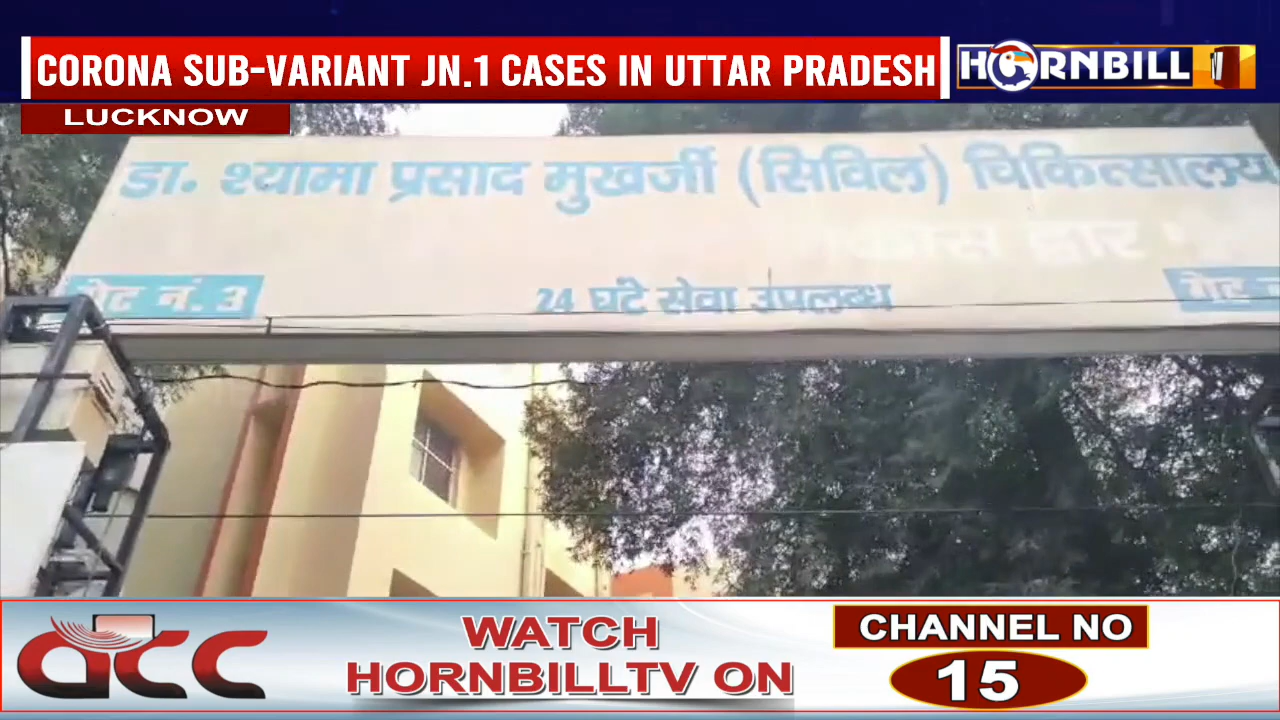 CORONA SUB-VARIANT JN.1 CASES IN UTTAR PRADESH
HORNBILL TV
LUCKNOW
डा. श्यामा प्रसाद मुखर्जी (सिविल) चिकित्सालय
द्वार
गेट नं. 3
24 घंटे सेवा उपलब्ध
गेट
acc
WATCH
HORNBILLTV ON
CHANNEL NO
15